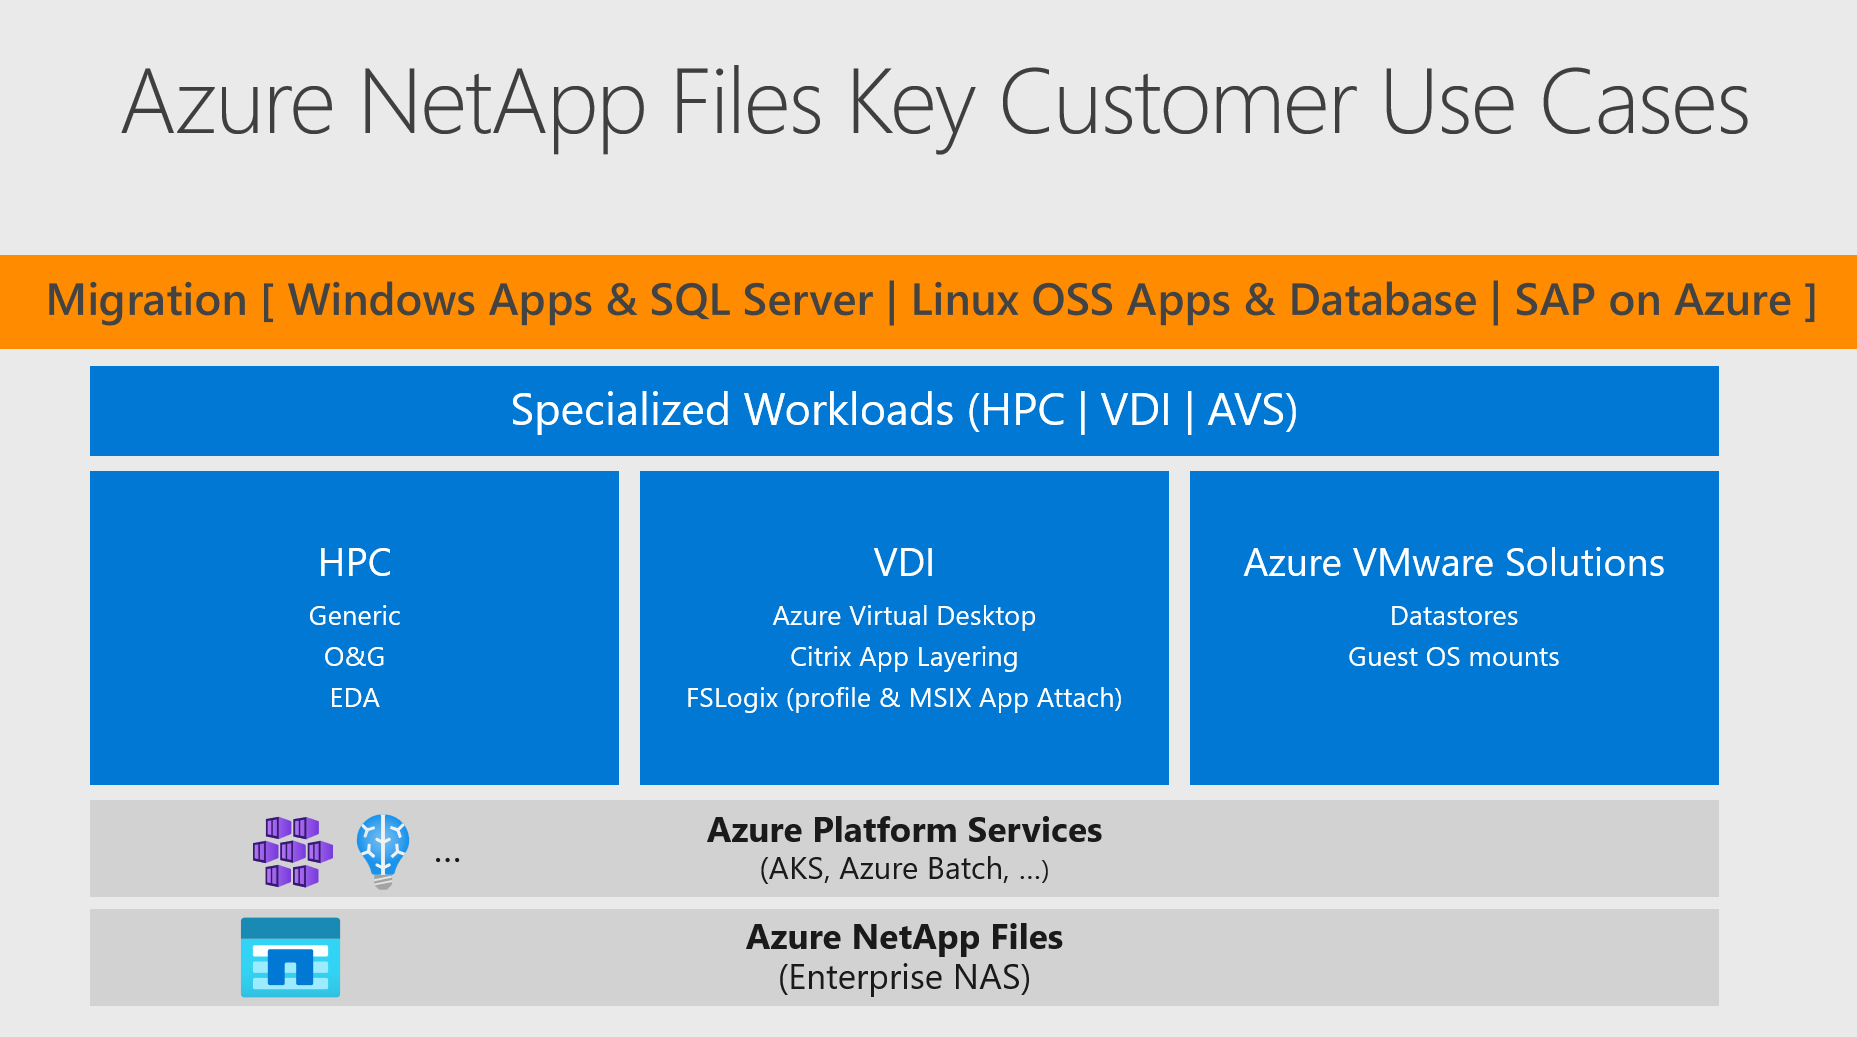 Azure NetApp Files Key Customer Use Cases
Migration [ Windows Apps & SQL Server | Linux OSS Apps & Database | SAP on Azure ]
Specialized Workloads (HPC | VDI | AVS)
HPC
Generic
O&G
EDA
VDI
Azure Virtual Desktop
Citrix App Layering
FSLogix (profile & MSIX App Attach)
Azure VMware Solutions
Datastores
Guest OS mounts
...
Azure Platform Services
(AKS, Azure Batch, ...)
Azure NetApp Files
(Enterprise NAS)